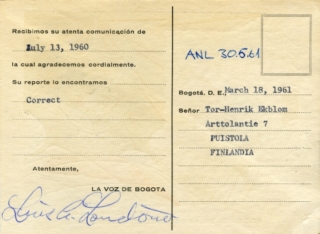 Recibimos su atenta comunicación de
July 13, 1960
la cual agradecemos cordialmente.
Su reporte lo encontramos
Correct
Atentamente,
LA VOZ DE BOGOTA
Luis A. Londoño
ANL 30.5.61
Bogotá. D. E. March 18, 1961
Señor Tor-Henrik Ekblom
Arttolantie 7
PUISTOLA
FINLANDIA